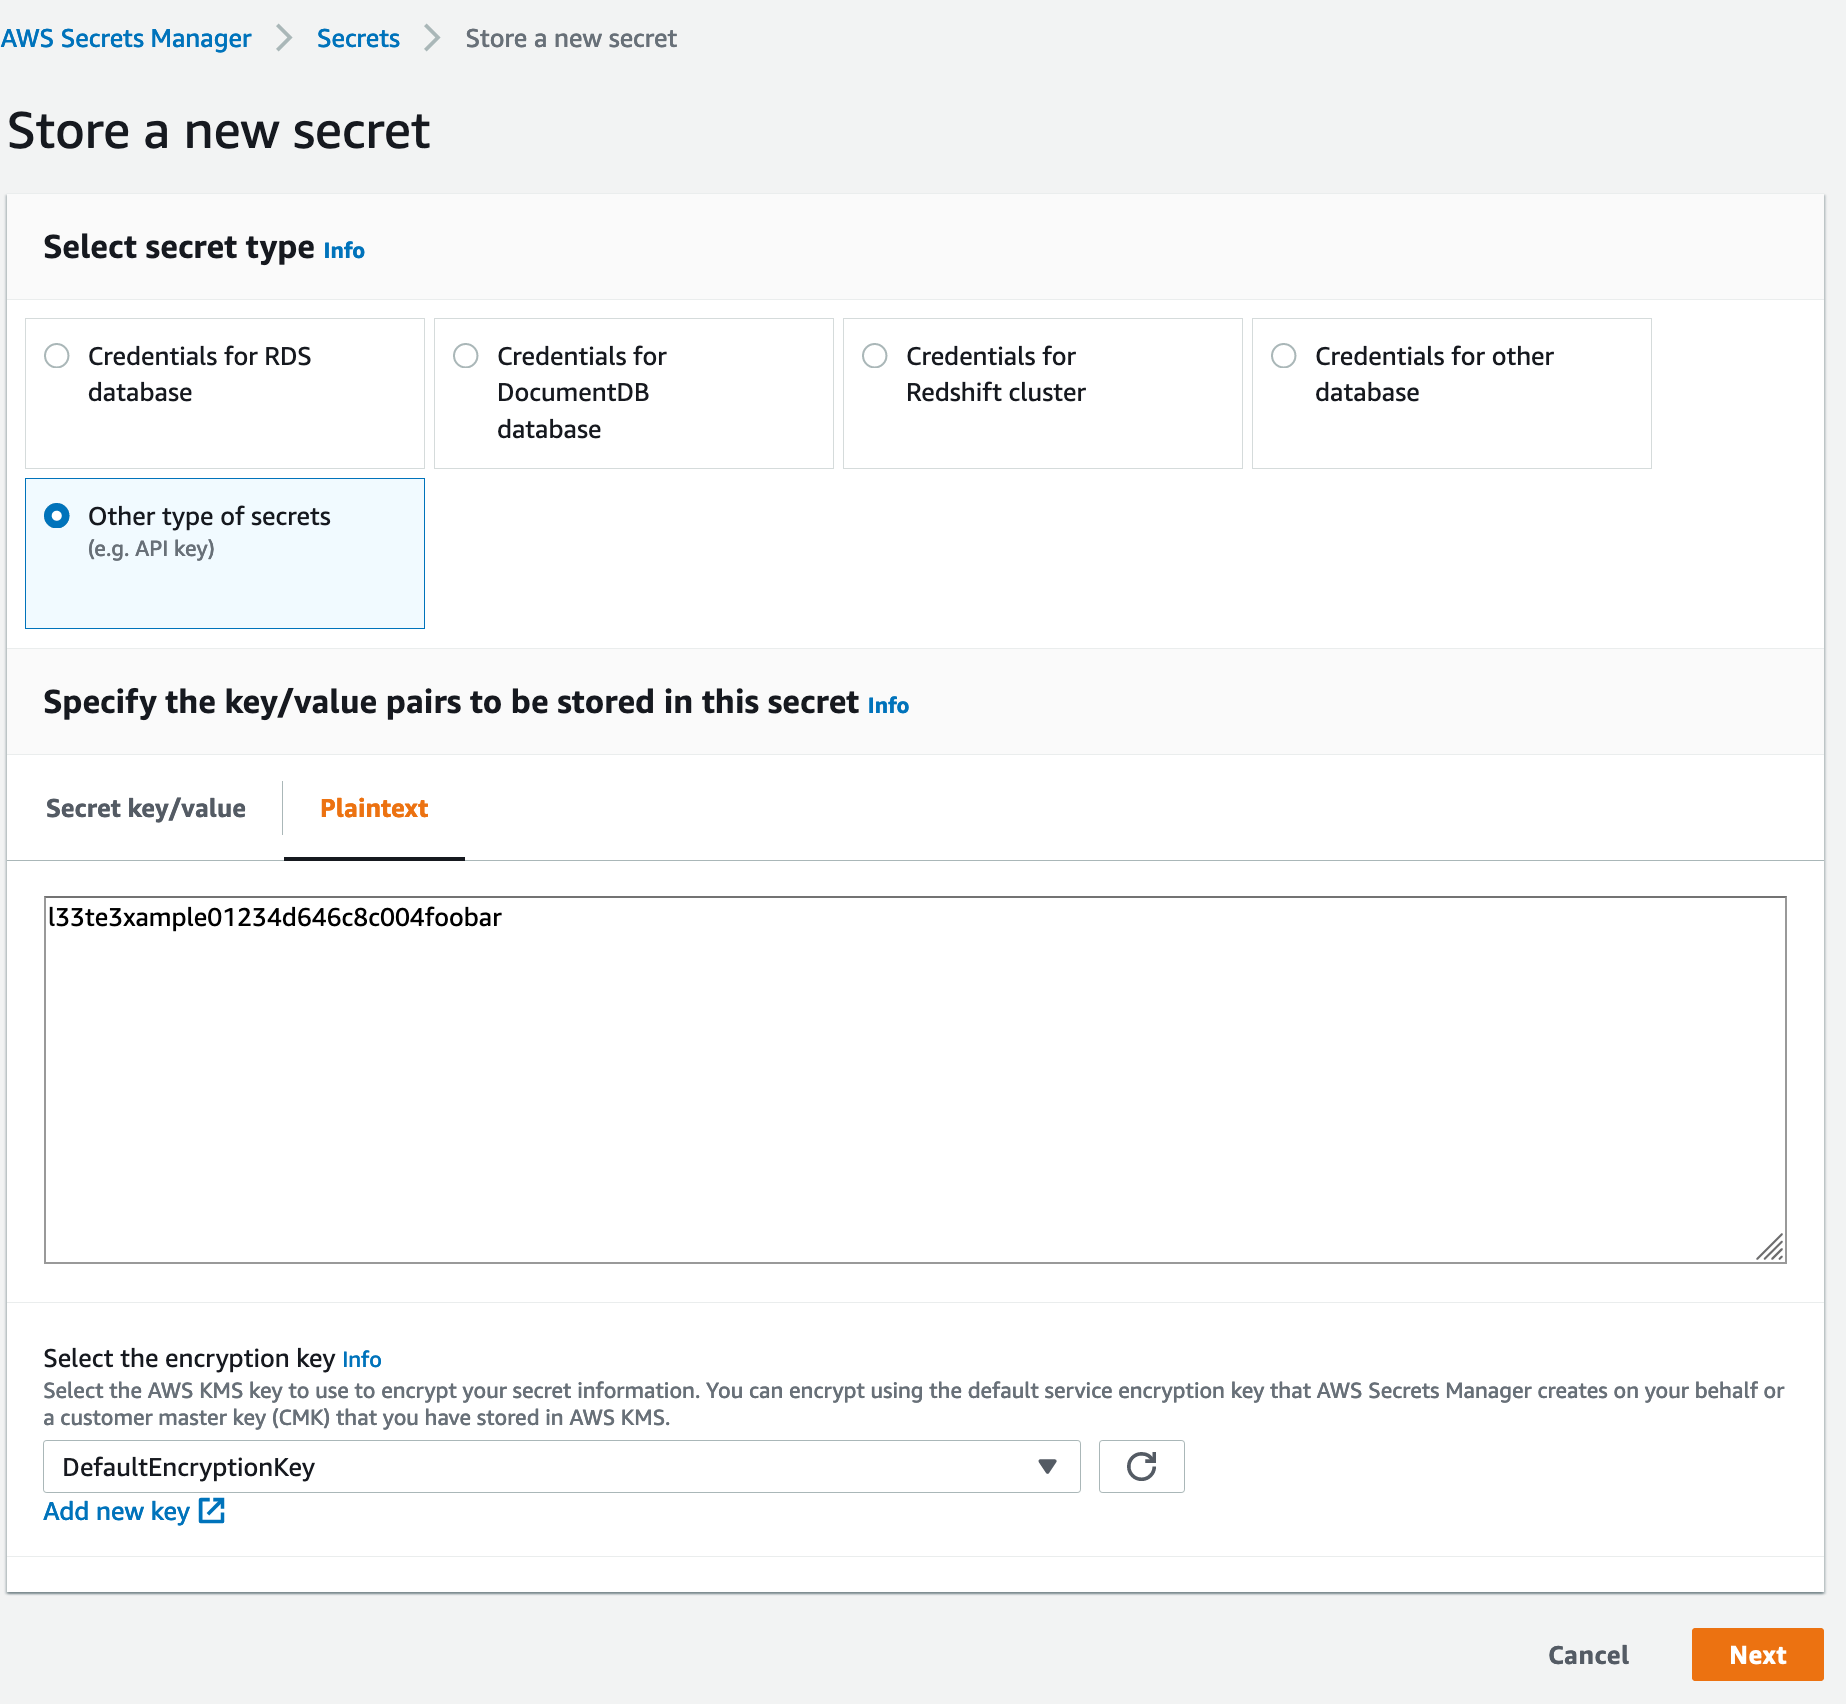 AWS Secrets Manager > Secrets > Store a new secret
Store a new secret
Select secret type Info
Credentials for RDS
database
Credentials for
DocumentDB
database
Credentials for
Redshift cluster
Credentials for other
database
Other type of secrets
(e.g. API key)
Specify the key/value pairs to be stored in this secret Info
Secret key/value
Plaintext
l33te3xample01234d646c8c004foobar
Select the encryption key Info
Select the AWS KMS key to use to encrypt your secret information. You can encrypt using the default service encryption key that AWS Secrets Manager creates on your behalf or
a customer master key (CMK) that you have stored in AWS KMS.
DefaultEncryptionKey
Add new key
Cancel
Next